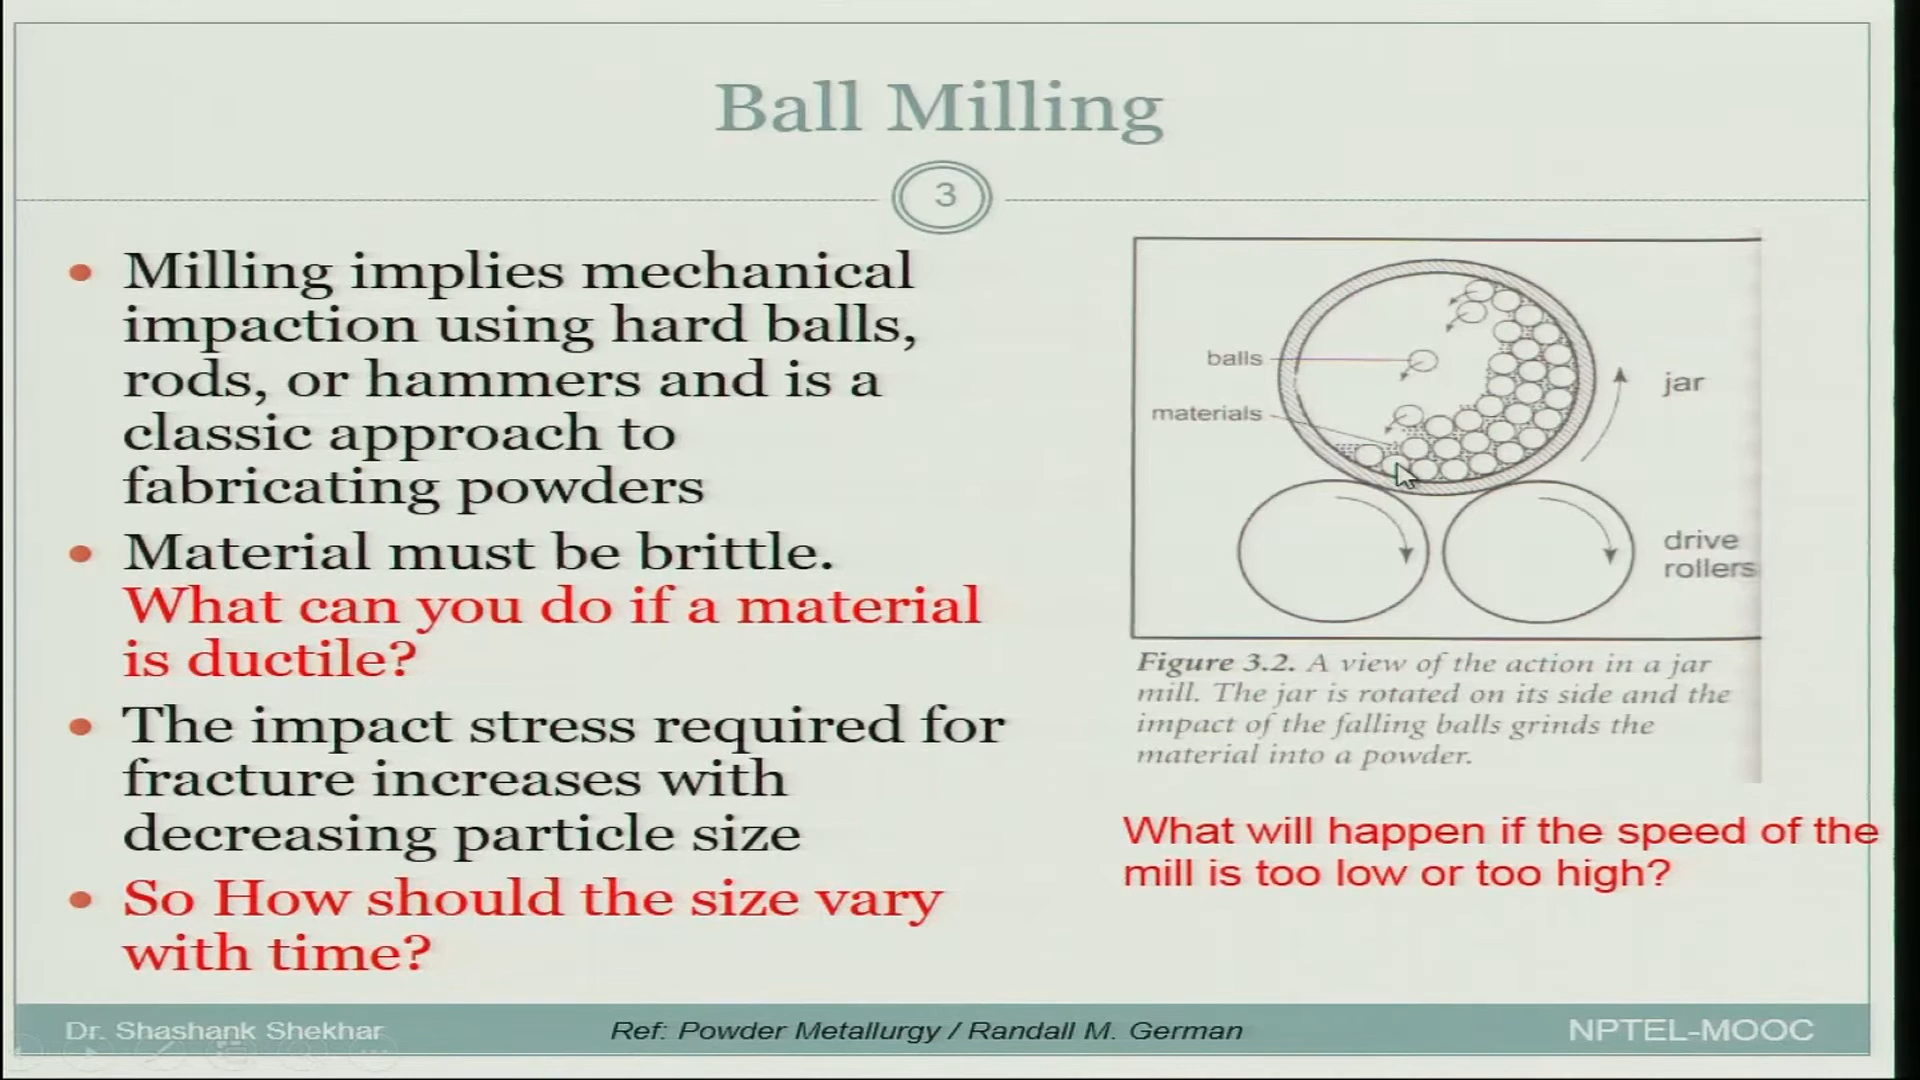 Ball Milling
3
• Milling implies mechanical
impaction using hard balls,
rods, or hammers and is a
classic approach to
fabricating powders
• Material must be brittle.
What can you do if a material
is ductile?
• The impact stress required for
fracture increases with
decreasing particle size
• So How should the size vary
with time?
balls
materials
jar
drive
rollers
Figure 3.2. A view of the action in a jar
mill. The jar is rotated on its side and the
impact of the falling balls grinds the
material into a powder.
What will happen if the speed of the
mill is too low or too high?
Dr. Shashank Shekhar
Ref: Powder Metallurgy / Randall M. German
NPTEL-MOOC